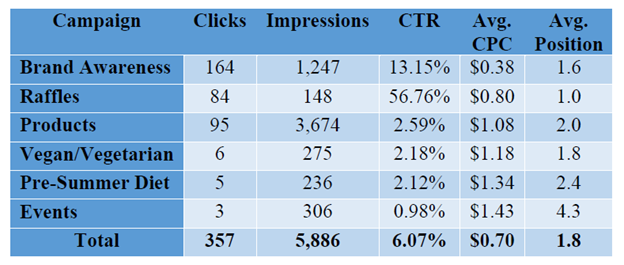 Campaign Clicks Impressions CTR Avg. CPC Avg. Position
Brand Awareness 164 1,247 13.15% $0.38 1.6
Raffles 84 148 56.76% $0.80 1.0
Products 95 3,674 2.59% $1.08 2.0
Vegan/Vegetarian 6 275 2.18% $1.18 1.8
Pre-Summer Diet 5 236 2.12% $1.34 2.4
Events 3 306 0.98% $1.43 4.3
Total 357 5,886 6.07% $0.70 1.8